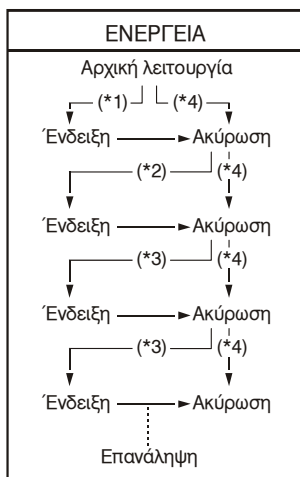 ΕΝΕΡΓΕΙΑ
Αρχική λειτουργία
(*1) (*4)
Ένδειξη Ακύρωση
(*2) (*4)
Ένδειξη Ακύρωση
(*3) (*4)
Ένδειξη Ακύρωση
(*3) (*4)
Ένδειξη Ακύρωση
Επανάληψη